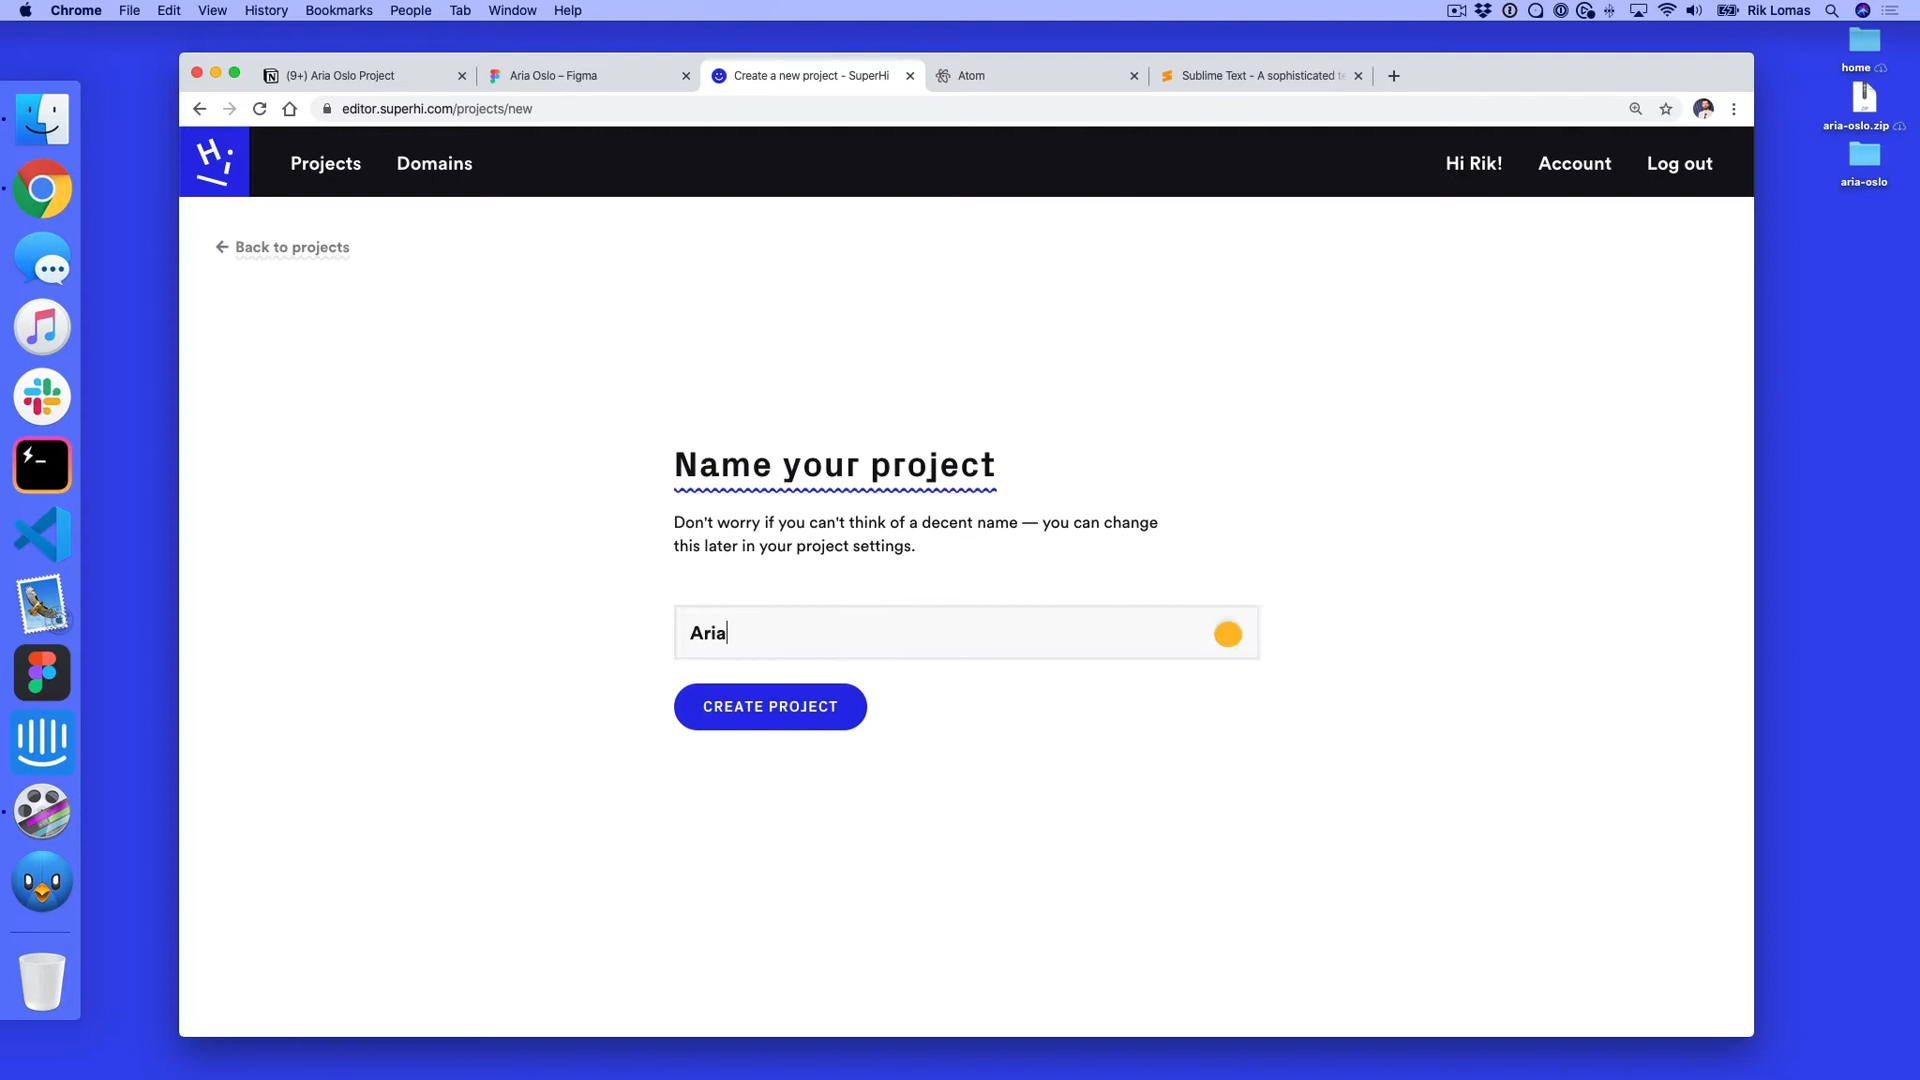 Chrome File Edit View History Bookmarks People Tab Window Help Rik Lomas
(9+) Aria Oslo Project Aria Oslo – Figma Create a new project - SuperHi Atom Sublime Text - A sophisticated te
editor.superhi.com/projects/new
home
aria-oslo.zip
aria-oslo
Hi Projects Domains Hi Rik! Account Log out
Back to projects
Name your project
Don't worry if you can't think of a decent name — you can change
this later in your project settings.
Aria
CREATE PROJECT